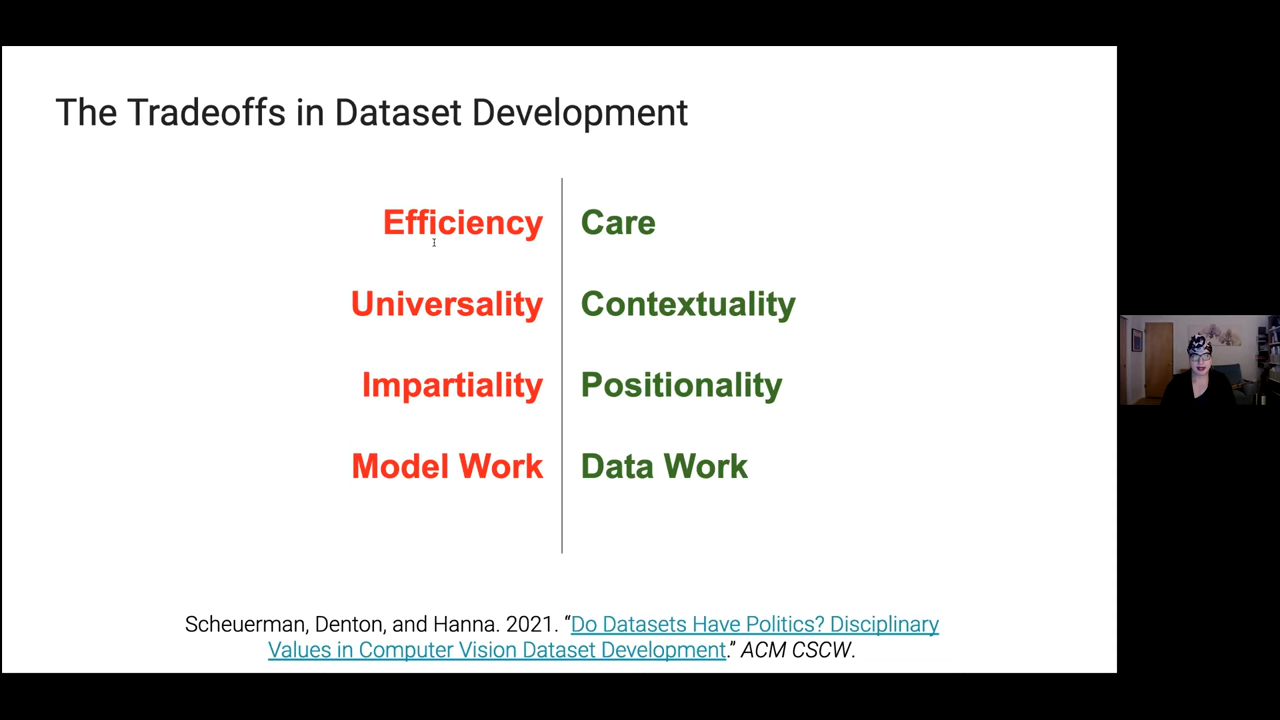 The Tradeoffs in Dataset Development
Efficiency Care
Universality Contextuality
Impartiality Positionality
Model Work Data Work
Scheuerman, Denton, and Hanna. 2021. “Do Datasets Have Politics? Disciplinary
Values in Computer Vision Dataset Development.” ACM CSCW.